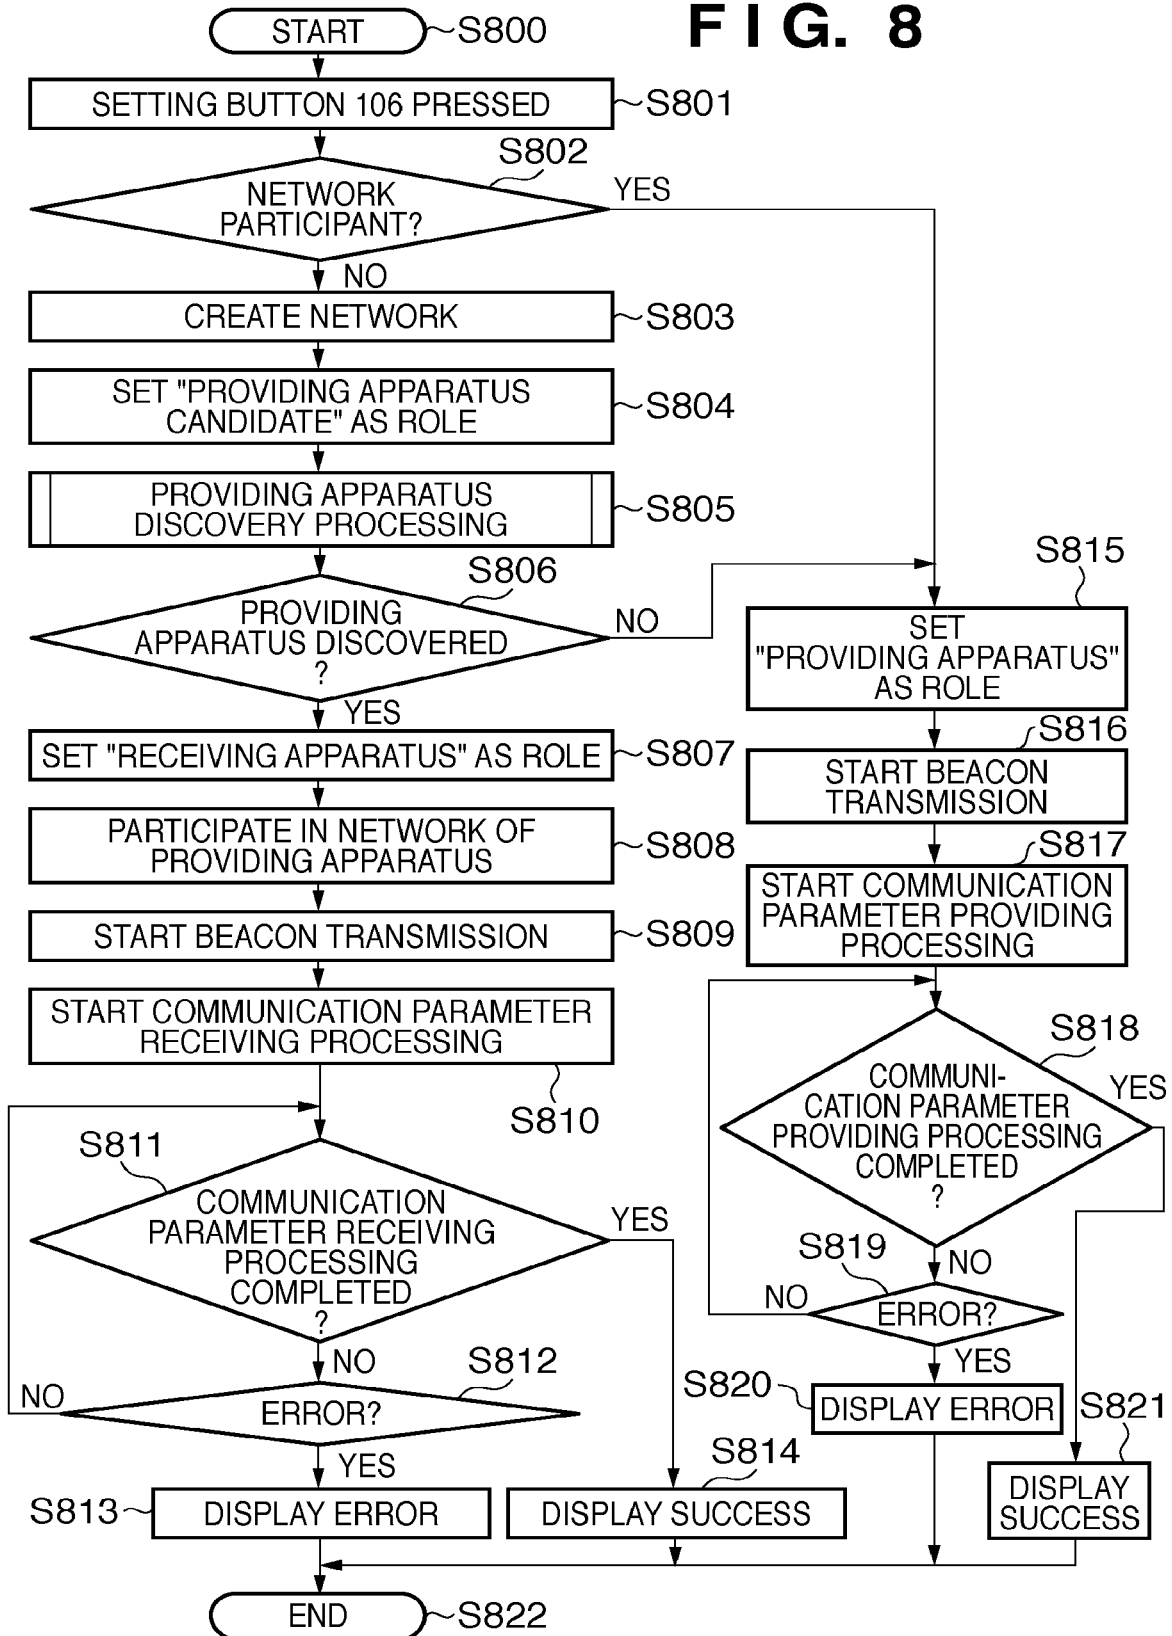 FIG. 8
START
S800
SETTING BUTTON 106 PRESSED
S801
S802
NETWORK
PARTICIPANT?
YES
NO
CREATE NETWORK
S803
SET "PROVIDING APPARATUS
CANDIDATE" AS ROLE
S804
PROVIDING APPARATUS
DISCOVERY PROCESSING
S805
S806
PROVIDING
APPARATUS DISCOVERED
?
NO
YES
SET "RECEIVING APPARATUS" AS ROLE
S807
PARTICIPATE IN NETWORK OF
PROVIDING APPARATUS
S808
START BEACON TRANSMISSION
S809
START COMMUNICATION PARAMETER
RECEIVING PROCESSING
S810
S811
COMMUNICATION
PARAMETER RECEIVING
PROCESSING
COMPLETED
?
YES
NO
S812
NO
ERROR?
YES
S813
DISPLAY ERROR
S814
DISPLAY SUCCESS
S815
SET
"PROVIDING APPARATUS"
AS ROLE
S816
START BEACON
TRANSMISSION
S817
START COMMUNICATION
PARAMETER PROVIDING
PROCESSING
S818
COMMUNI-
CATION PARAMETER
PROVIDING PROCESSING
COMPLETED
?
YES
S819
NO
NO
ERROR?
YES
S820
DISPLAY ERROR
S821
DISPLAY
SUCCESS
END
S822